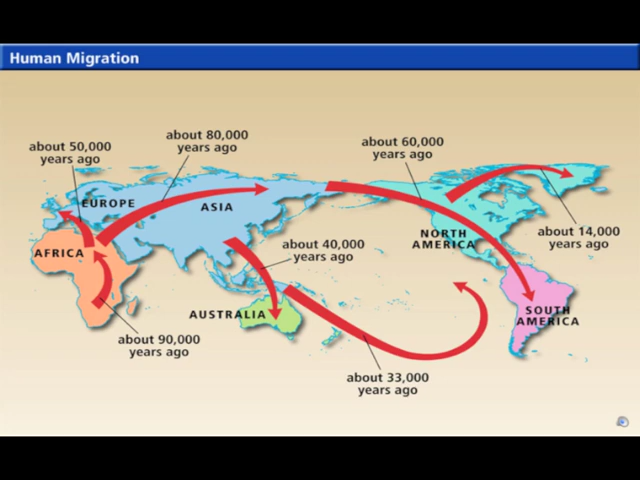 Human Migration
about 50,000
years ago
about 80,000
years ago
about 60,000
years ago
EUROPE
ASIA
AFRICA
NORTH
AMERICA
about 14,000
years ago
about 40,000
years ago
AUSTRALIA
SOUTH
AMERICA
about 90,000
years ago
about 33,000
years ago